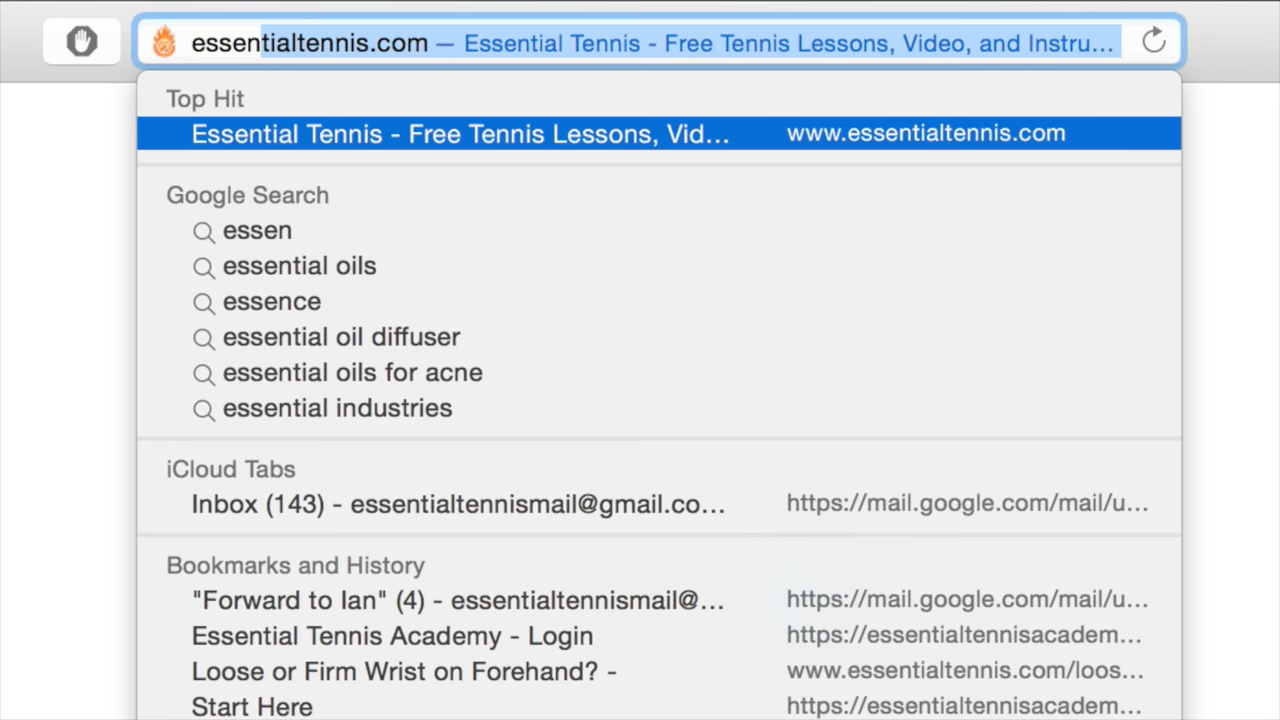 essentialtennis.com — Essential Tennis - Free Tennis Lessons, Video, and Instru...
Top Hit
Essential Tennis - Free Tennis Lessons, Vid... www.essentialtennis.com
Google Search
essen
essential oils
essence
essential oil diffuser
essential oils for acne
essential industries
iCloud Tabs
Inbox (143) - essentialtennismail@gmail.co... https://mail.google.com/mail/u...
Bookmarks and History
"Forward to Ian" (4) - essentialtennismail@... https://mail.google.com/mail/u...
Essential Tennis Academy - Login https://essentialtennisacadem...
Loose or Firm Wrist on Forehand? - www.essentialtennis.com/loos...
Start Here https://essentialtennisacadem...